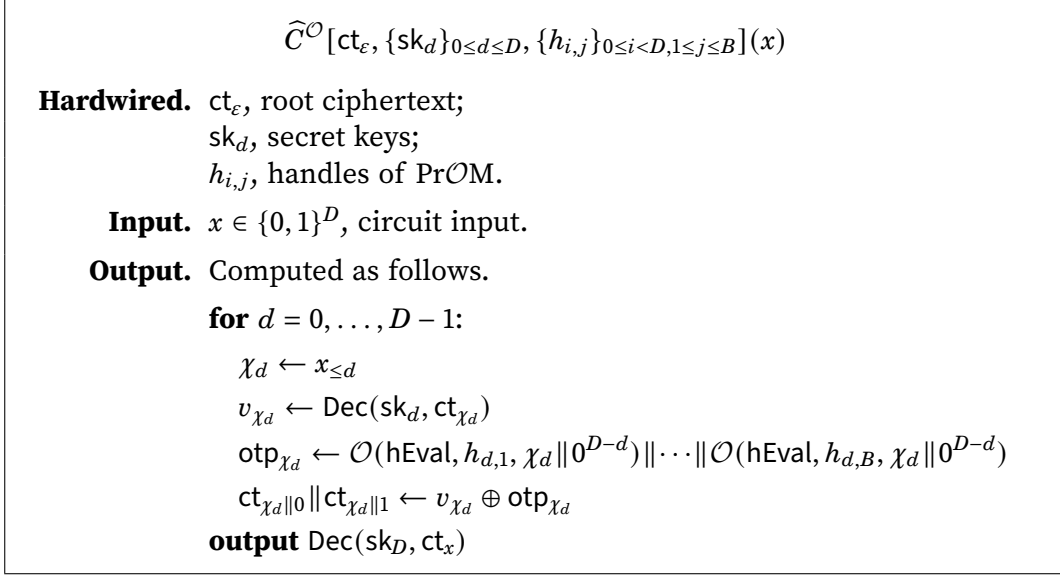 Ĉ^𝒪[ct_ε, {sk_d}_{0≤d≤D}, {h_{i,j}}_{0≤i<D,1≤j≤B}](x)
Hardwired. ct_ε, root ciphertext;
sk_d, secret keys;
h_{i,j}, handles of Pr𝒪M.
Input. x ∈ {0, 1}^D, circuit input.
Output. Computed as follows.
for d = 0, . . . , D − 1:
χ_d ← x_{≤d}
v_{χ_d} ← Dec(sk_d, ct_{χ_d})
otp_{χ_d} ← 𝒪(hEval, h_{d,1}, χ_d‖0^{D−d})‖· · ·‖𝒪(hEval, h_{d,B}, χ_d‖0^{D−d})
ct_{χ_d‖0}‖ct_{χ_d‖1} ← v_{χ_d} ⊕ otp_{χ_d}
output Dec(sk_D, ct_x)